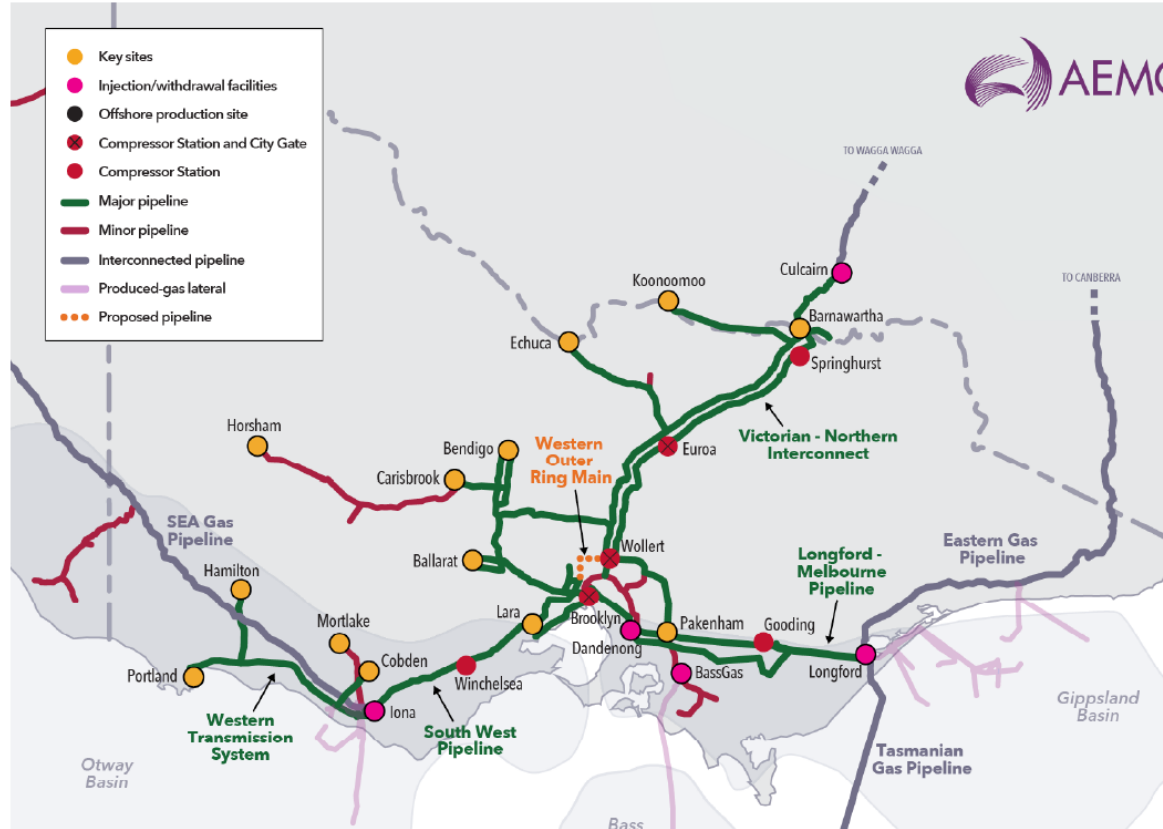 Key sites
Injection/withdrawal facilities
Offshore production site
Compressor Station and City Gate
Compressor Station
Major pipeline
Minor pipeline
Interconnected pipeline
Produced-gas lateral
Proposed pipeline
AEMO
TO WAGGA WAGGA
Culcairn
TO CANBERRA
Koonoomoo
Barnawartha
Echuca
Springhurst
Horsham
Bendigo
Western
Outer
Ring Main
Euroa
Victorian - Northern
Interconnect
Carisbrook
SEA Gas
Pipeline
Wollert
Ballarat
Eastern Gas
Pipeline
Longford -
Melbourne
Pipeline
Hamilton
Lara
Brooklyn
Pakenham
Gooding
Mortlake
Dandenong
Cobden
BassGas
Longford
Portland
Winchelsea
Iona
Gippsland
Basin
Western
Transmission
System
South West
Pipeline
Tasmanian
Gas Pipeline
Otway
Basin
Bass